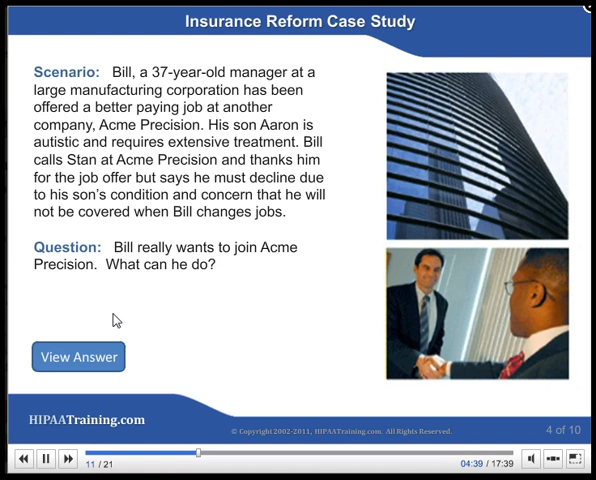 Insurance Reform Case Study
Scenario: Bill, a 37-year-old manager at a
large manufacturing corporation has been
offered a better paying job at another
company, Acme Precision. His son Aaron is
autistic and requires extensive treatment. Bill
calls Stan at Acme Precision and thanks him
for the job offer but says he must decline due
to his son's condition and concern that he will
not be covered when Bill changes jobs.
Question: Bill really wants to join Acme
Precision. What can he do?
View Answer
HIPAATraining.com
© Copyright 2002-2011, HIPAATraining.com. All Rights Reserved.
4 of 10
11 / 21
04:39 / 17:39